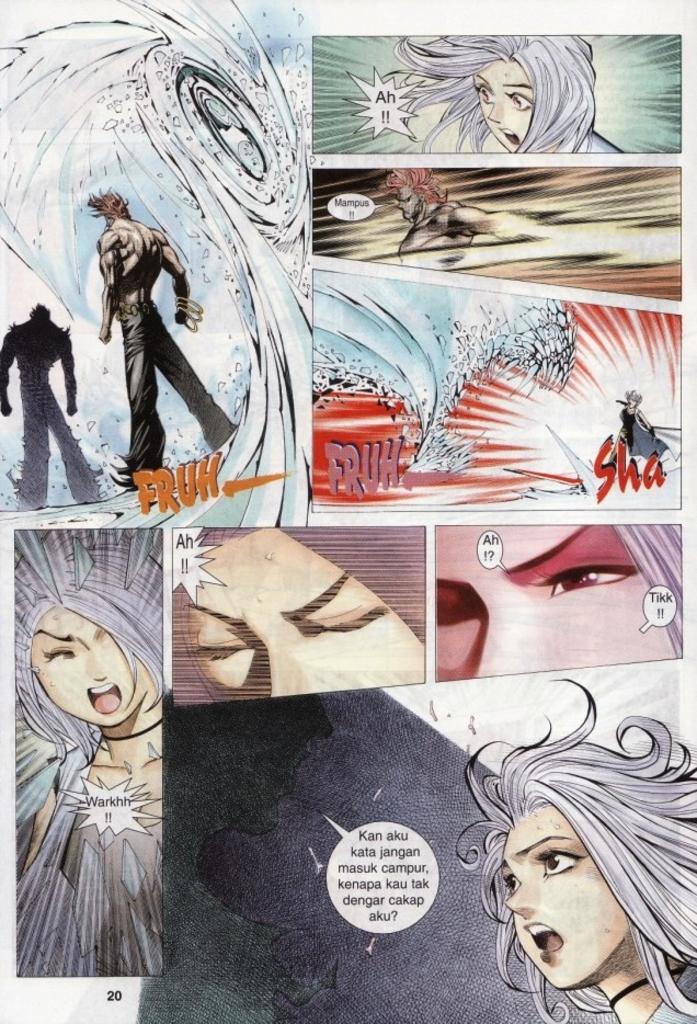 Ah
!!
Mampus
!!
FRUH
FRUH
Sha
Ah
!!
Ah
!?
Tikk
!!
Warkhh
!!
Kan aku
kata jangan
masuk campur,
kenapa kau tak
dengar cakap
aku?
20